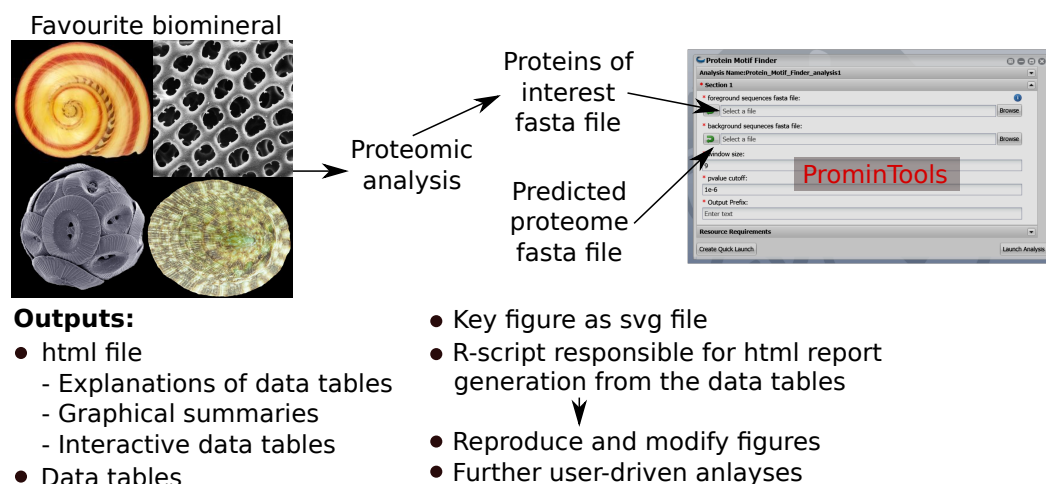 Favourite biomineral
Proteomic
analysis
Proteins of
interest
fasta file
Predicted
proteome
fasta file
Protein Motif Finder
Analysis Name:Protein_Motif_Finder_analysis1
* Section 1
* foreground sequences fasta file:
Select a file
Browse
* background sequneces fasta file:
Select a file
Browse
window size:
9
* pvalue cutoff:
1e-6
* Output Prefix:
Enter text
Resource Requirements
Create Quick Launch
Launch Analysis
ProminTools
Outputs:
• html file
- Explanations of data tables
- Graphical summaries
- Interactive data tables
• Data tables
• Key figure as svg file
• R-script responsible for html report
generation from the data tables
• Reproduce and modify figures
• Further user-driven anlayses